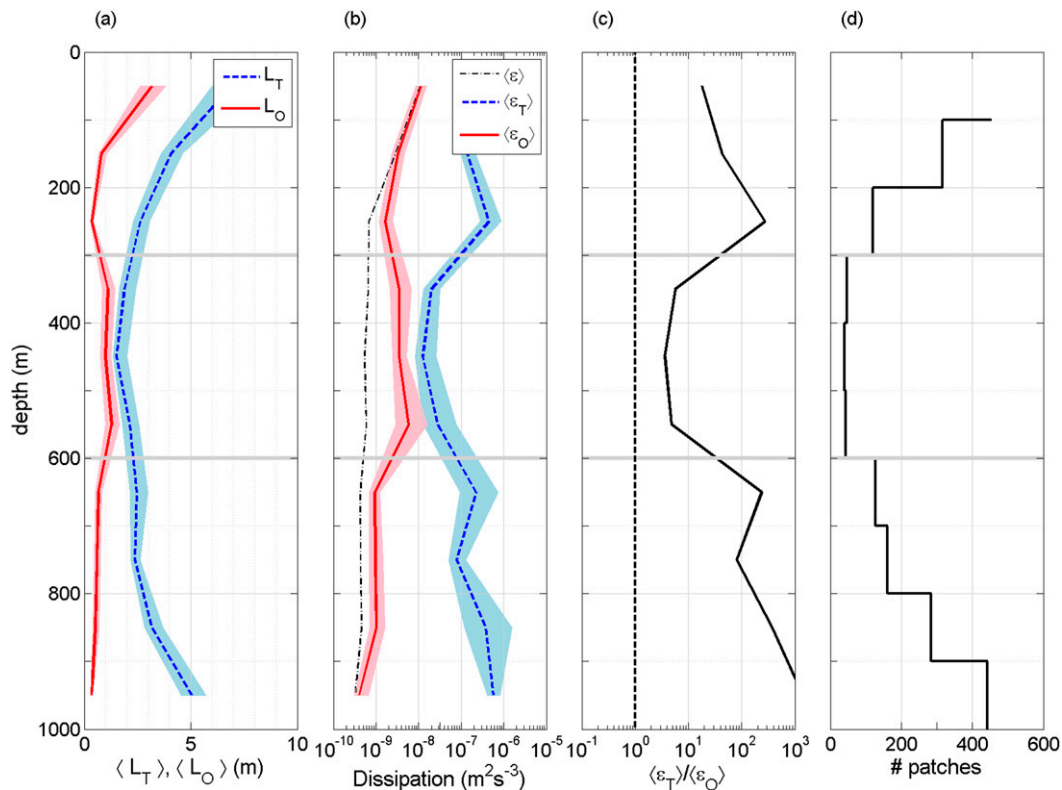 (a)
(b)
(c)
(d)
0
200
400
600
800
1000
depth (m)
L_T
L_O
⟨ε⟩
⟨ε_T⟩
⟨ε_O⟩
0 5 10
⟨ L_T ⟩, ⟨ L_O ⟩ (m)
10^-10 10^-9 10^-8 10^-7 10^-6 10^-5
Dissipation (m²s⁻³)
10^-1 10^0 10^1 10^2 10^3
⟨ε_T⟩/⟨ε_O⟩
0 200 400 600
# patches